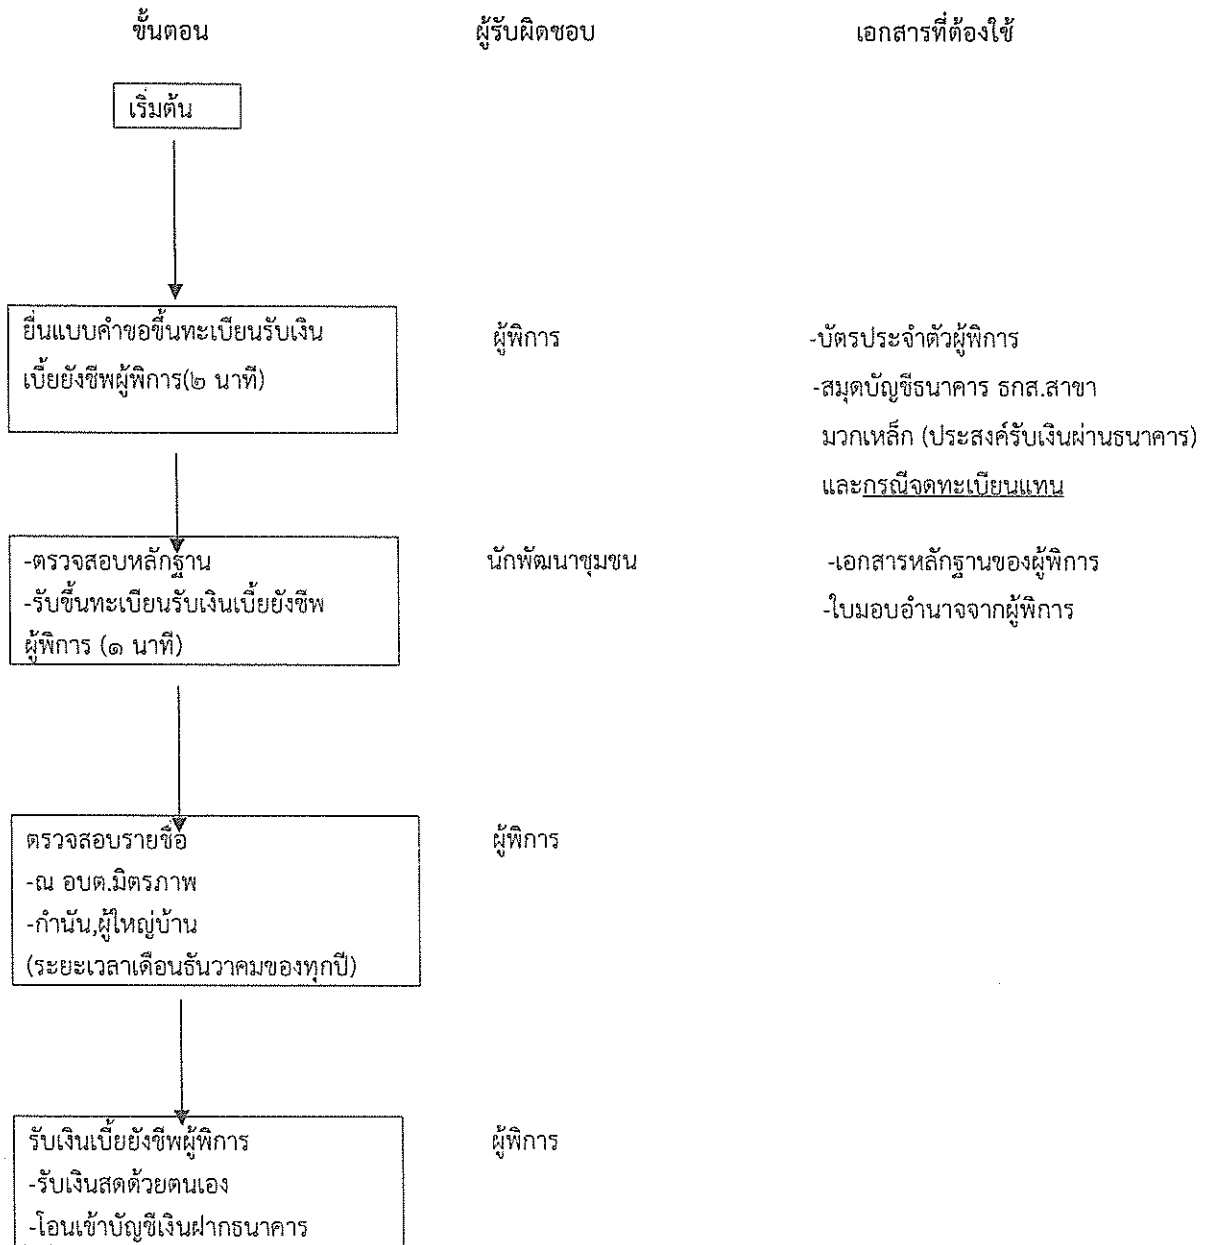 ขั้นตอน ผู้รับผิดชอบ เอกสารที่ต้องใช้
เริ่มต้น
ยื่นแบบคำขอขึ้นทะเบียนรับเงิน ผู้พิการ -บัตรประจำตัวผู้พิการ
เบี้ยยังชีพผู้พิการ(๒ นาที) -สมุดบัญชีธนาคาร ธกส.สาขา
มวกเหล็ก (ประสงค์รับเงินผ่านธนาคาร)
และกรณีจดทะเบียนแทน
-ตรวจสอบหลักฐาน นักพัฒนาชุมชน -เอกสารหลักฐานของผู้พิการ
-รับขึ้นทะเบียนรับเงินเบี้ยยังชีพ -ใบมอบอำนาจจากผู้พิการ
ผู้พิการ (๑ นาที)
ตรวจสอบรายชื่อ ผู้พิการ
-ณ อบต.มิตรภาพ
-กำนัน,ผู้ใหญ่บ้าน
(ระยะเวลาเดือนธันวาคมของทุกปี)
รับเงินเบี้ยยังชีพผู้พิการ ผู้พิการ
-รับเงินสดด้วยตนเอง
-โอนเข้าบัญชีเงินฝากธนาคาร